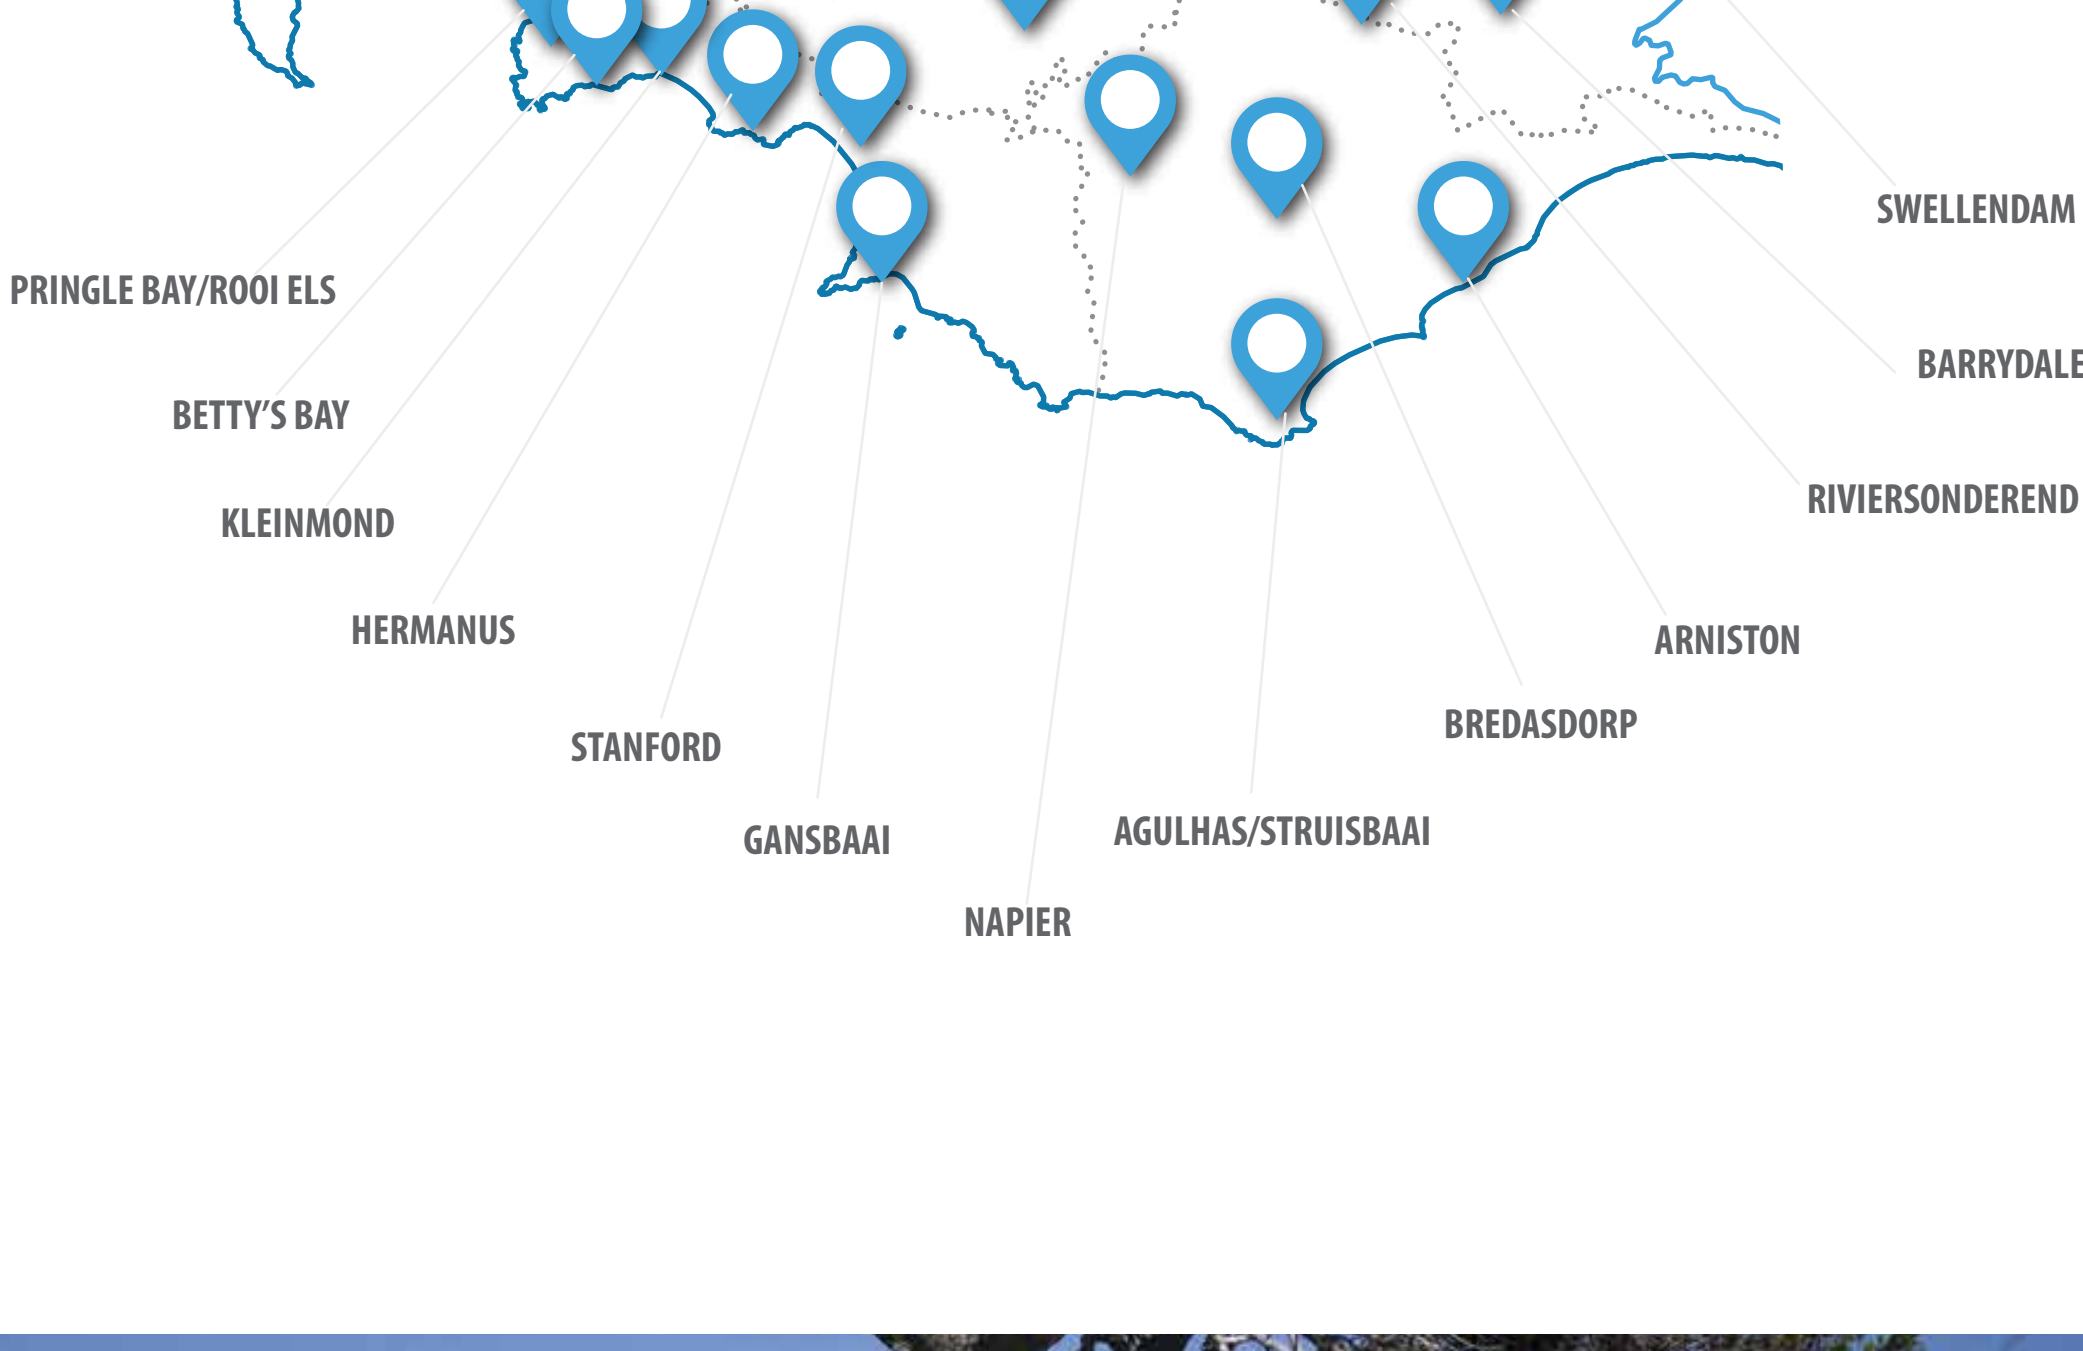 SWELLENDAM
PRINGLE BAY/ROOI ELS
BARRYDALE
BETTY'S BAY
RIVIERSONDEREND
KLEINMOND
HERMANUS
ARNISTON
BREDASDORP
STANFORD
AGULHAS/STRUISBAAI
GANSBAAI
NAPIER